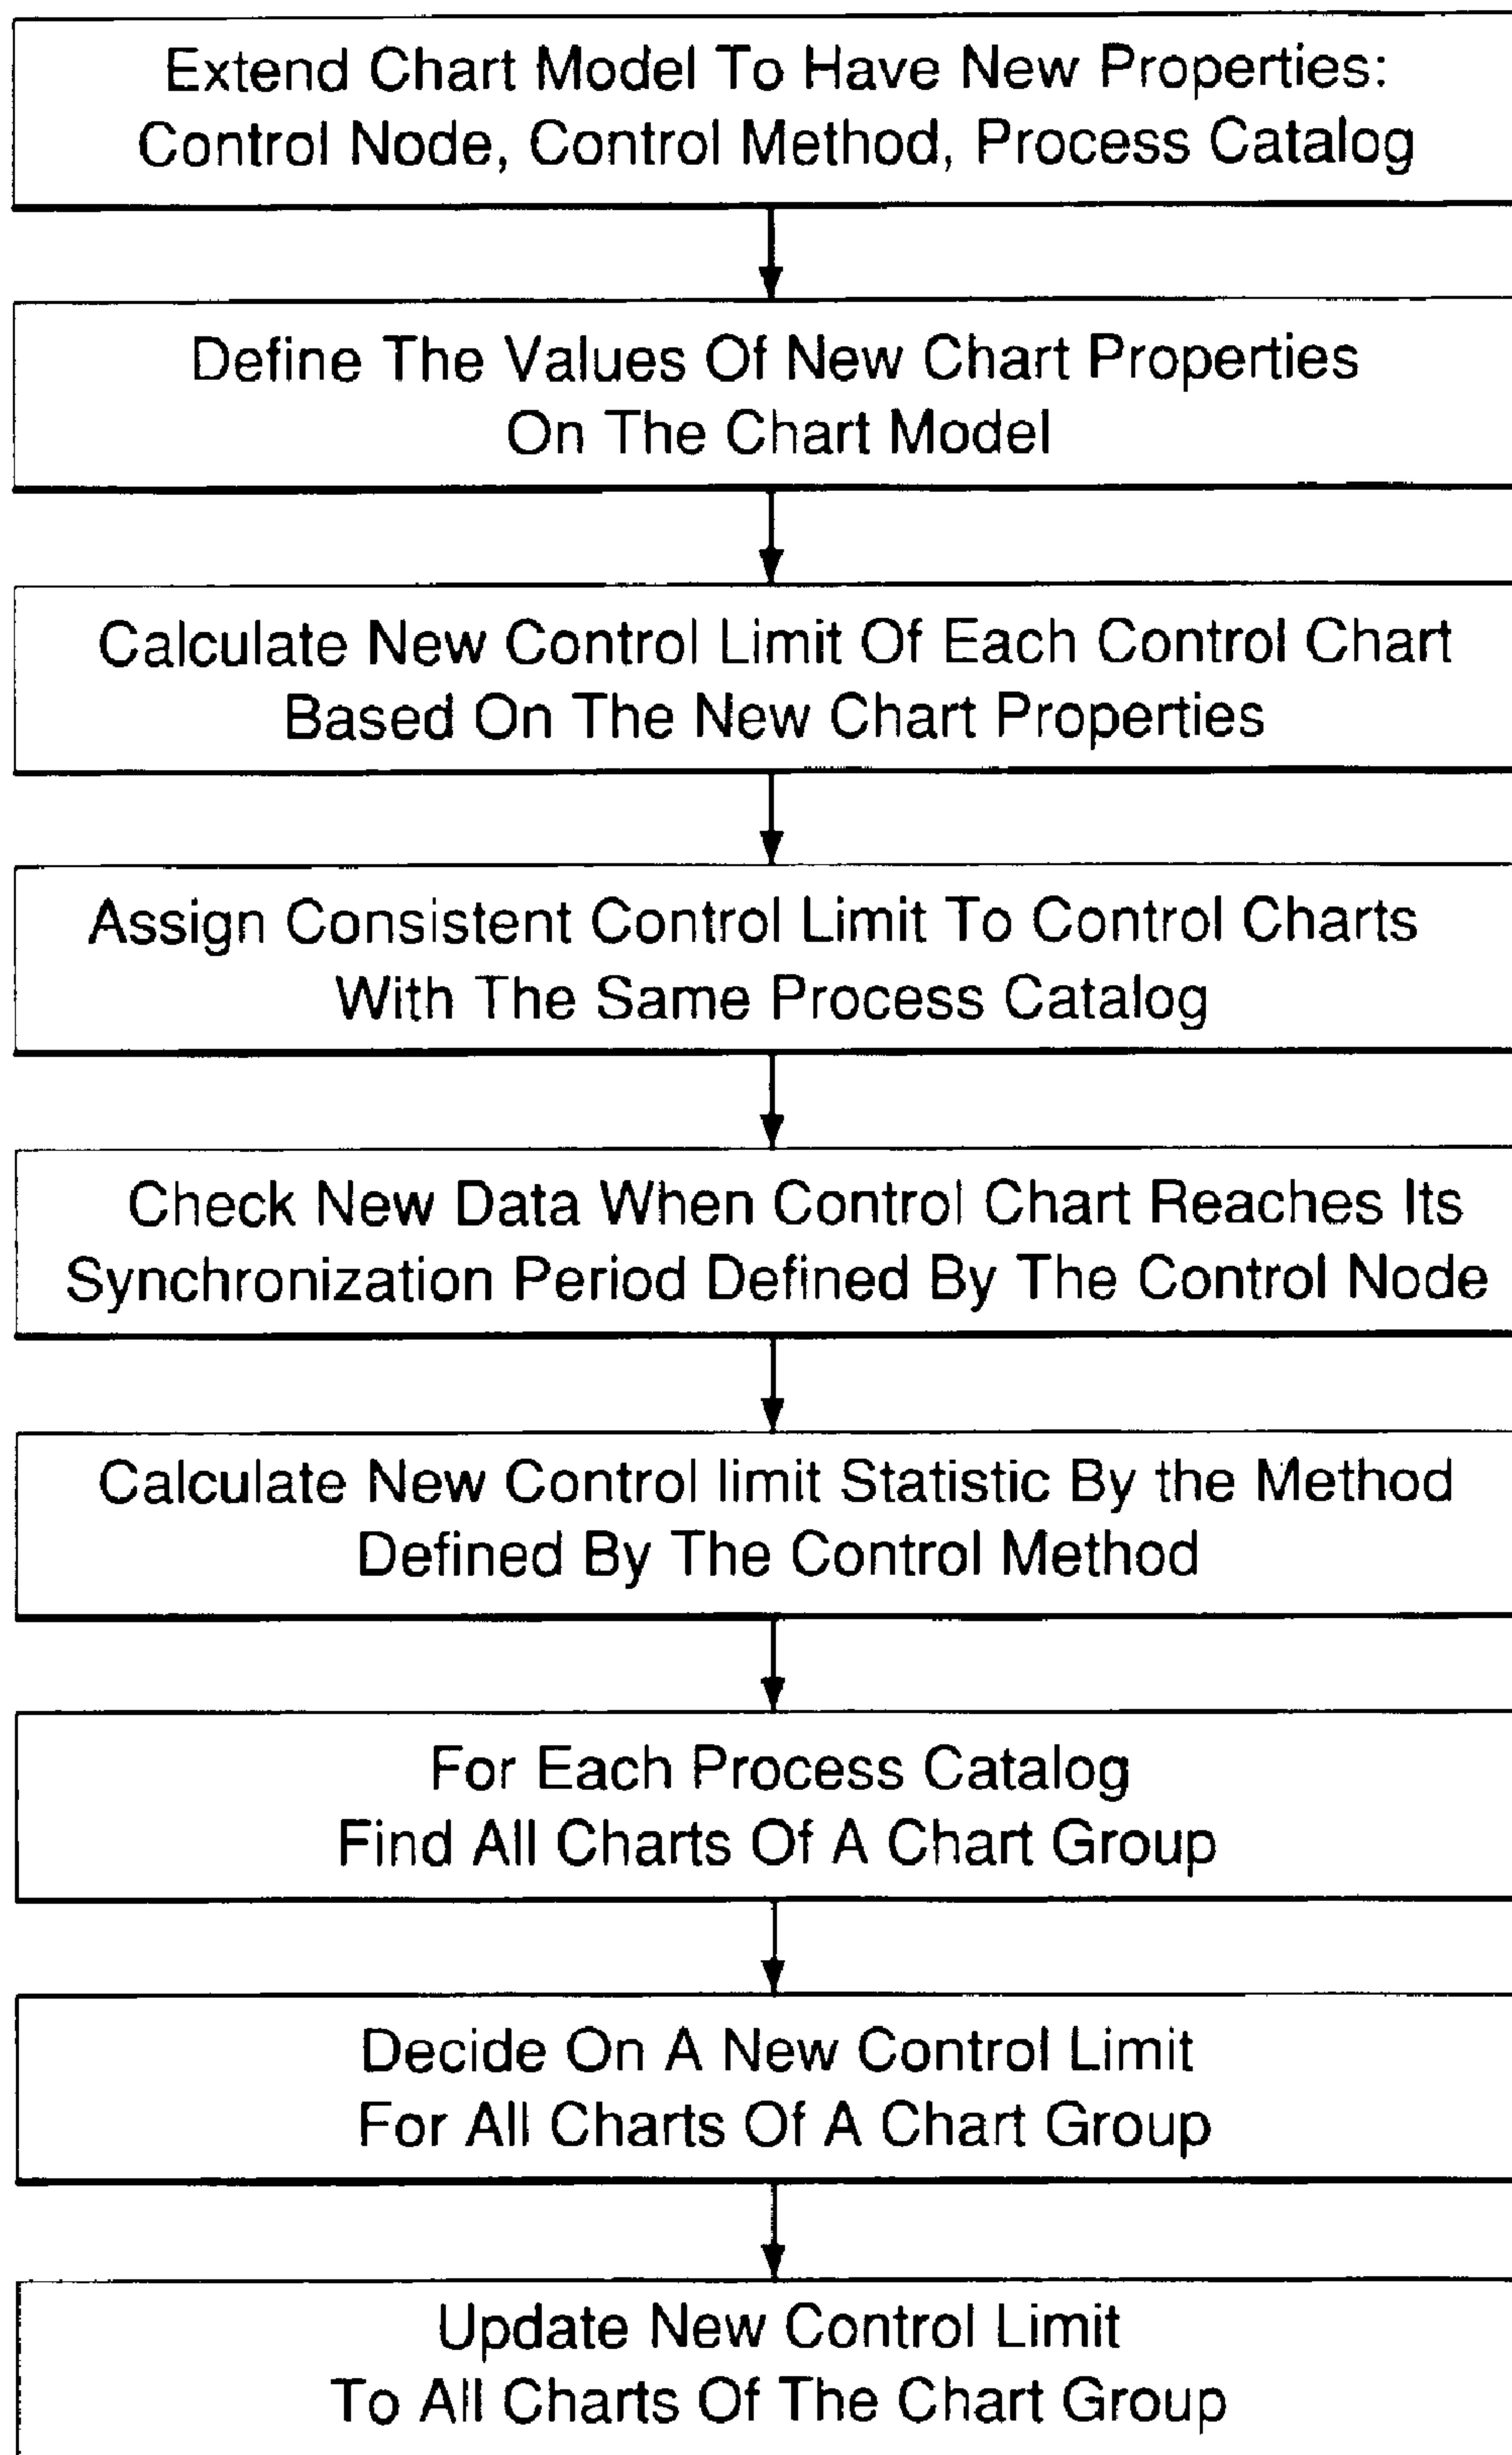 Extend Chart Model To Have New Properties:
Control Node, Control Method, Process Catalog
Define The Values Of New Chart Properties
On The Chart Model
Calculate New Control Limit Of Each Control Chart
Based On The New Chart Properties
Assign Consistent Control Limit To Control Charts
With The Same Process Catalog
Check New Data When Control Chart Reaches Its
Synchronization Period Defined By The Control Node
Calculate New Control limit Statistic By the Method
Defined By The Control Method
For Each Process Catalog
Find All Charts Of A Chart Group
Decide On A New Control Limit
For All Charts Of A Chart Group
Update New Control Limit
To All Charts Of The Chart Group